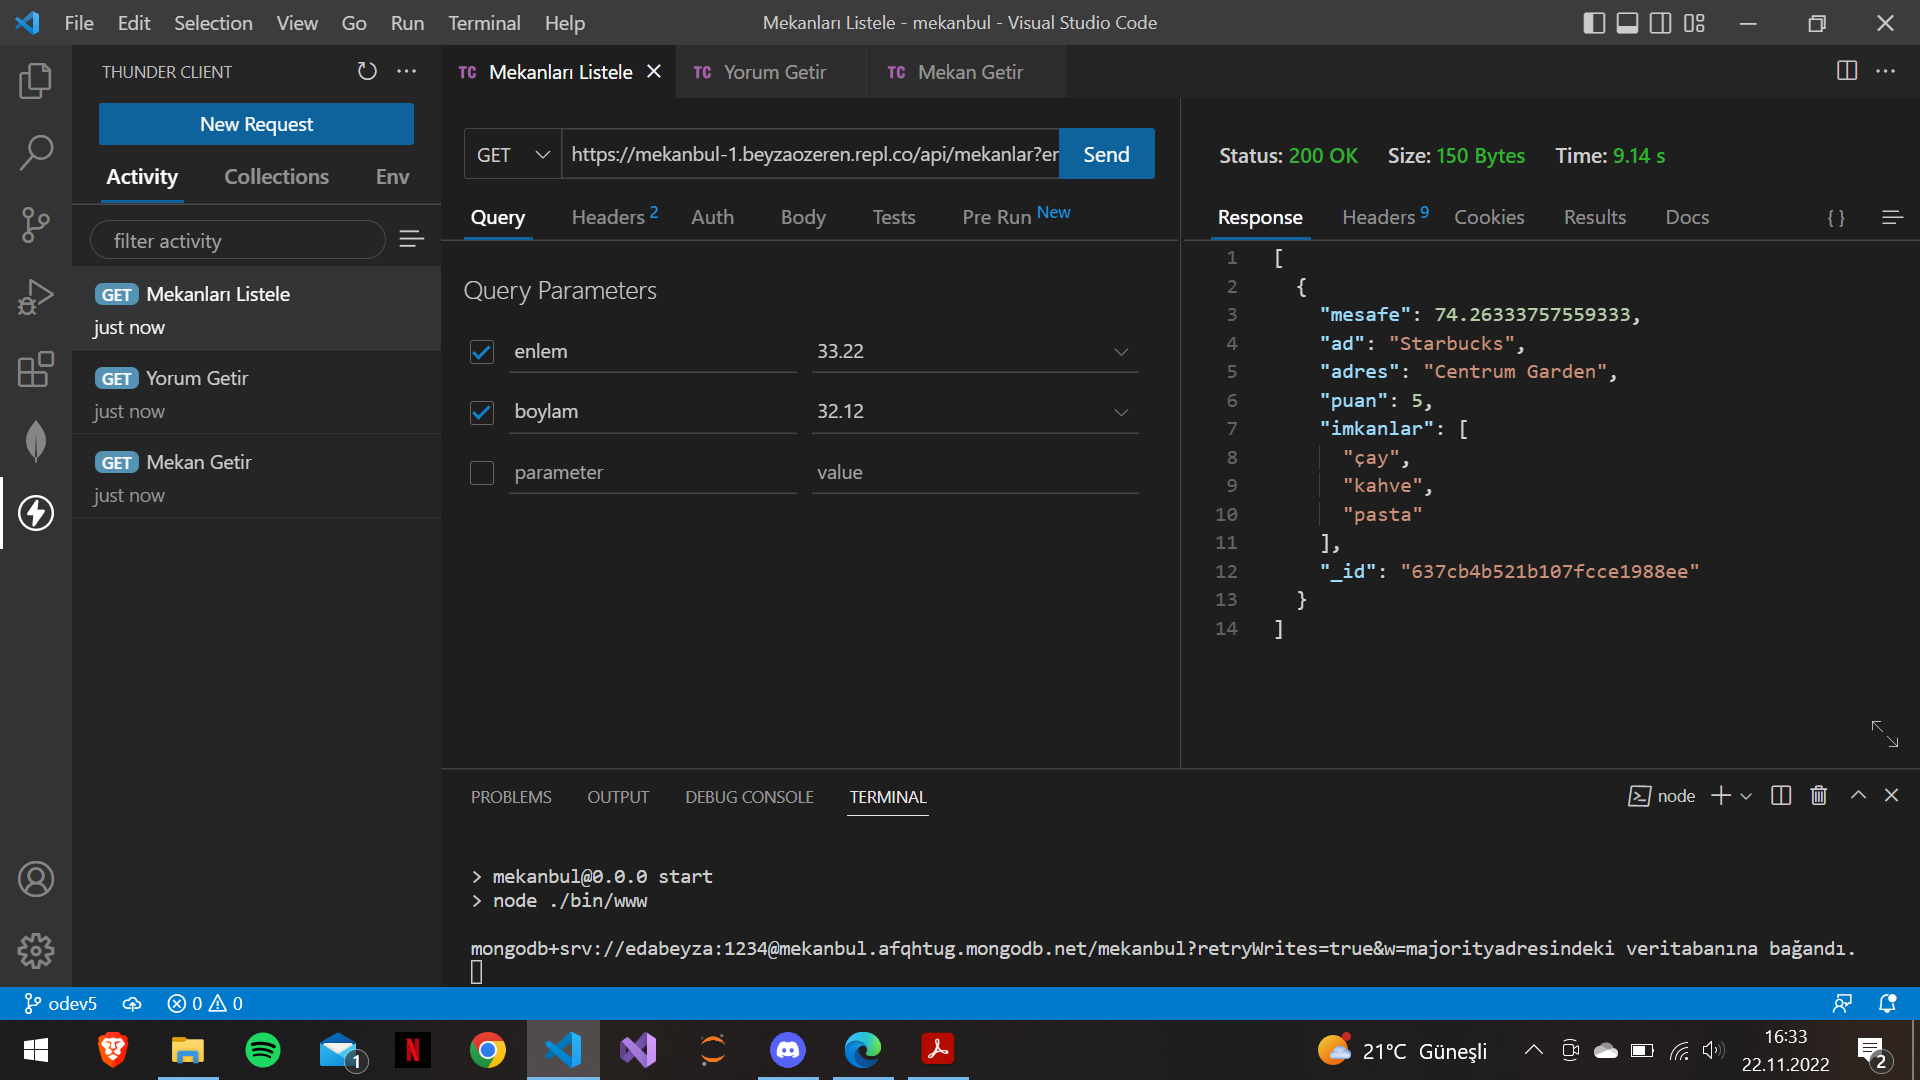 File Edit Selection View Go Run Terminal Help
Mekanları Listele - mekanbul - Visual Studio Code
THUNDER CLIENT
New Request
Activity Collections Env
filter activity
GET Mekanları Listele
just now
GET Yorum Getir
just now
GET Mekan Getir
just now
TC Mekanları Listele
TC Yorum Getir
TC Mekan Getir
GET https://mekanbul-1.beyzaozeren.repl.co/api/mekanlar?er Send
Query Headers 2 Auth Body Tests Pre Run New
Query Parameters
enlem 33.22
boylam 32.12
parameter value
Status: 200 OK Size: 150 Bytes Time: 9.14 s
Response Headers 9 Cookies Results Docs { }
1 [
2 {
3 "mesafe": 74.26333757559333,
4 "ad": "Starbucks",
5 "adres": "Centrum Garden",
6 "puan": 5,
7 "imkanlar": [
8 "çay",
9 "kahve",
10 "pasta"
11 ],
12 "_id": "637cb4b521b107fcce1988ee"
13 }
14 ]
PROBLEMS OUTPUT DEBUG CONSOLE TERMINAL
node
> mekanbul@0.0.0 start
> node ./bin/www
mongodb+srv://edabeyza:1234@mekanbul.afqhtug.mongodb.net/mekanbul?retryWrites=true&w=majorityadresindeki veritabanına bağandı.
odev5 0 0
1
N
21°C Güneşli
16:33
22.11.2022
2